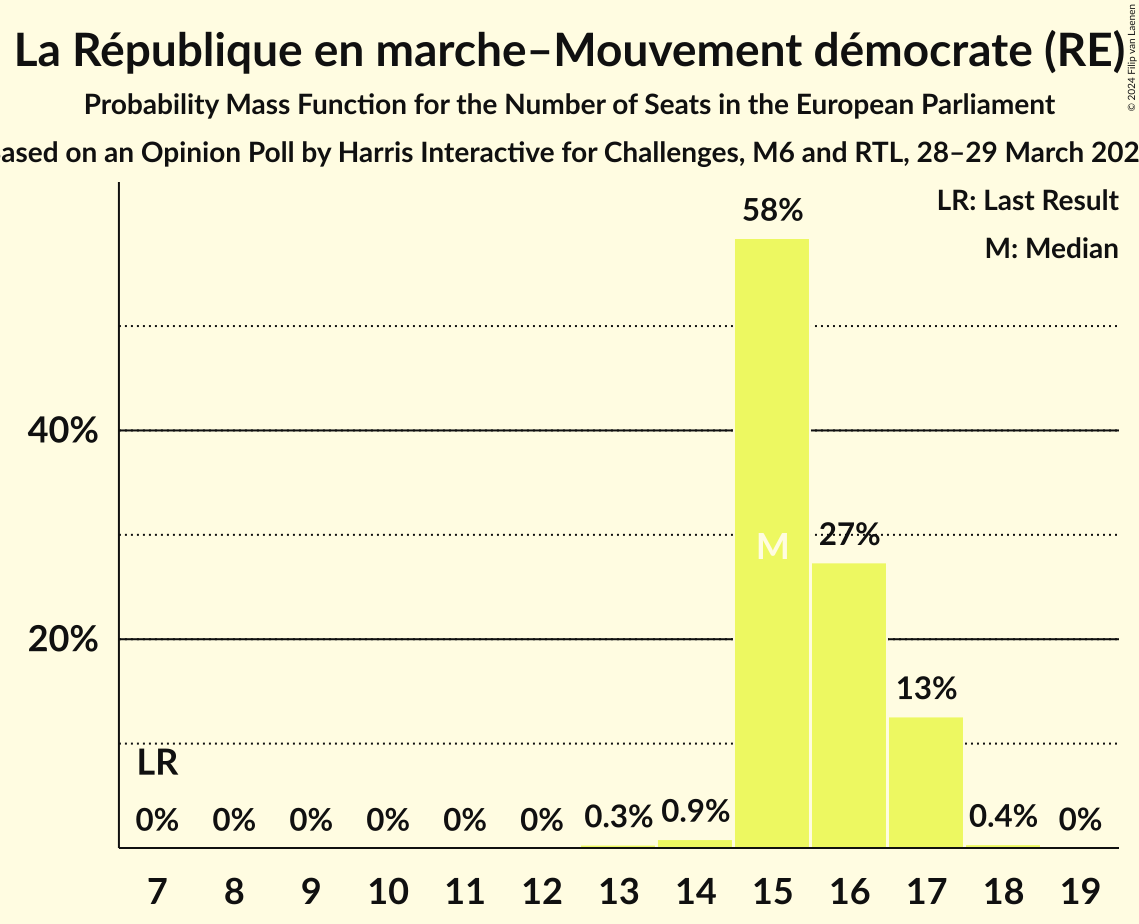 La République en marche–Mouvement démocrate (RE)
© 2024 Filip van Laenen
Probability Mass Function for the Number of Seats in the European Parliament
on an Opinion Poll by Harris Interactive for Challenges, M6 and RTL, 28–29 March
LR: Last Result
M: Median
58%
40%
M
27%
20%
13%
LR
0% 0% 0% 0% 0% 0% 0.3% 0.9% 0.4% 0%
7 8 9 10 11 12 13 14 15 16 17 18 19